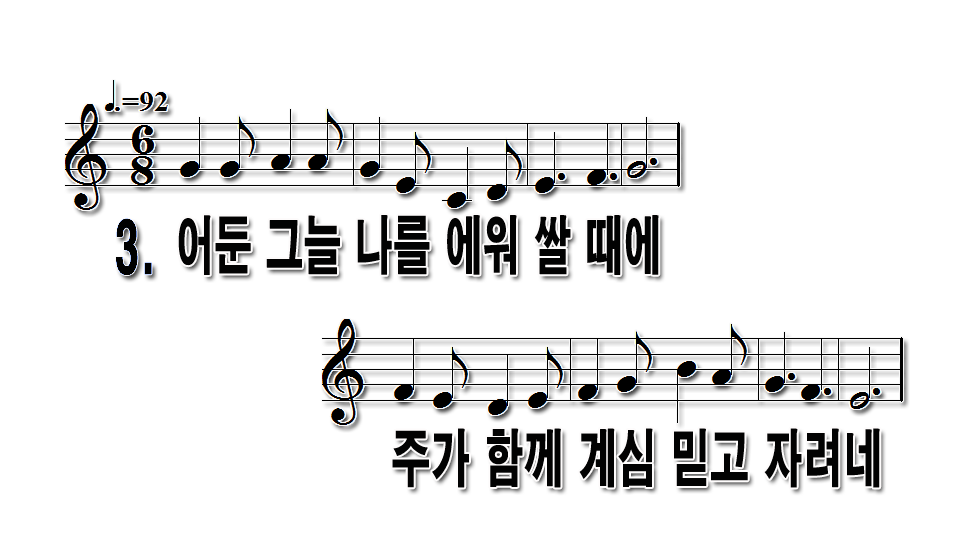 ♩.=92
6
8
3. 어둔 그늘 나를 에워 쌀 때에
주가 함께 계심 믿고 자려네